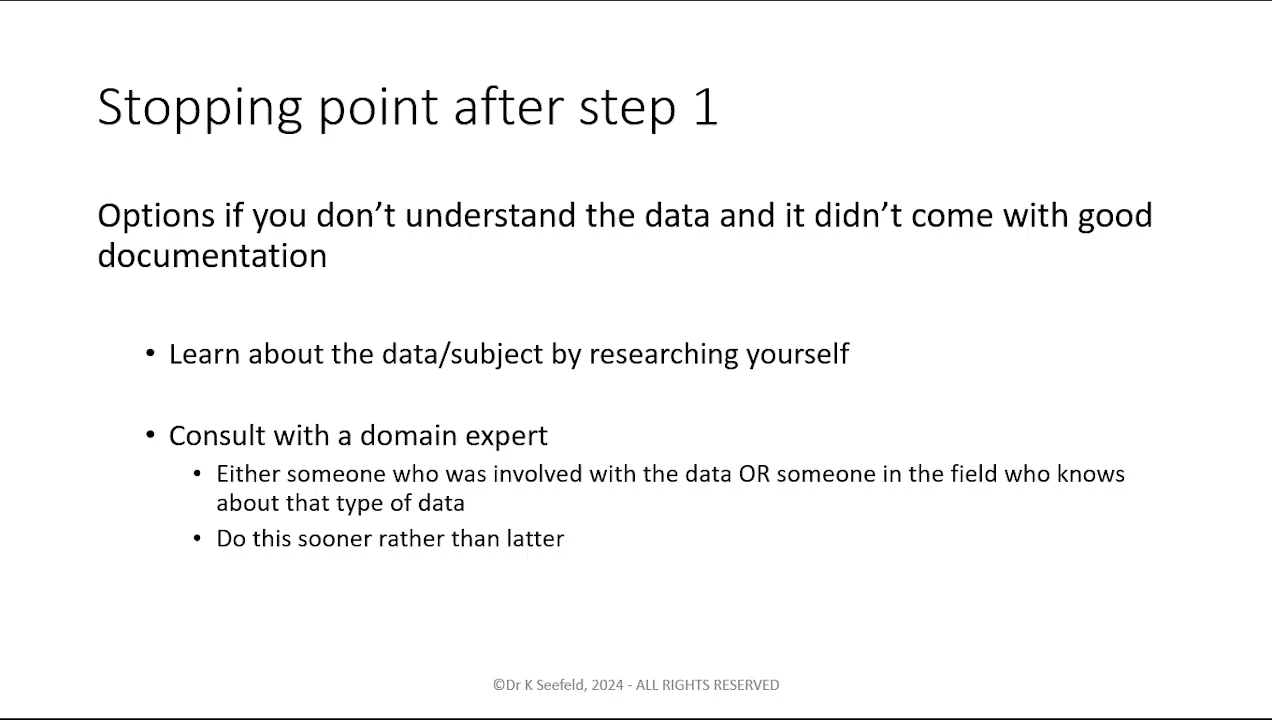 Stopping point after step 1
Options if you don’t understand the data and it didn’t come with good
documentation
• Learn about the data/subject by researching yourself
• Consult with a domain expert
• Either someone who was involved with the data OR someone in the field who knows
about that type of data
• Do this sooner rather than latter
©Dr K Seefeld, 2024 - ALL RIGHTS RESERVED